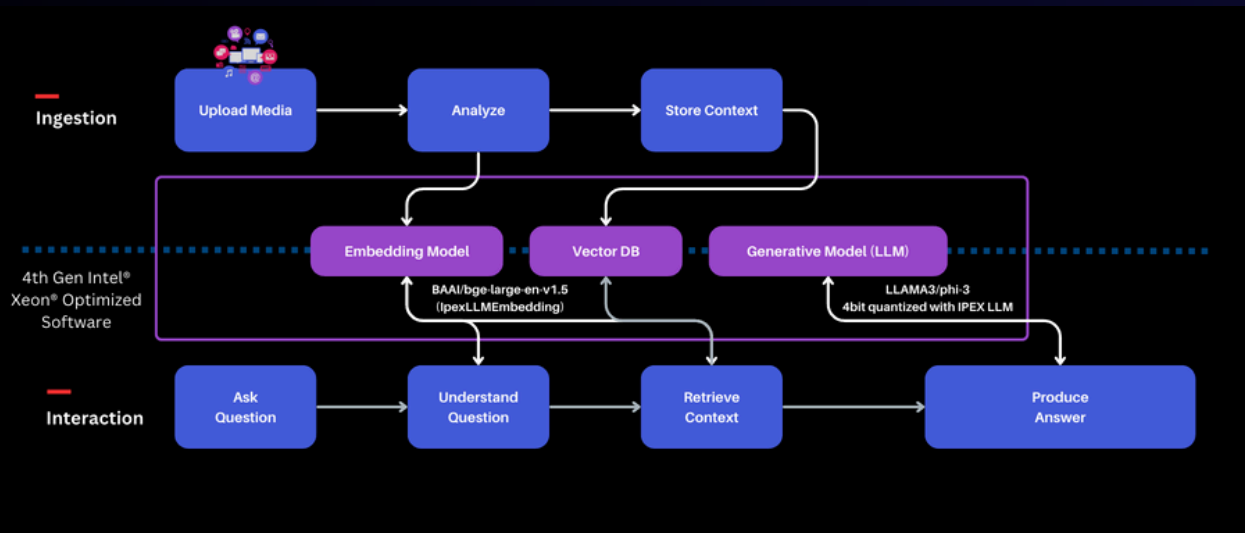 Upload Media
Analyze
Store Context
Ingestion
Embedding Model
Vector DB
Generative Model (LLM)
4th Gen Intel®
Xeon® Optimized
Software
BAAI/bge-large-en-v1.5
(IpexLLMEmbedding)
LLAMA3/phi-3
4bit quantized with IPEX LLM
Interaction
Ask
Question
Understand
Question
Retrieve
Context
Produce
Answer